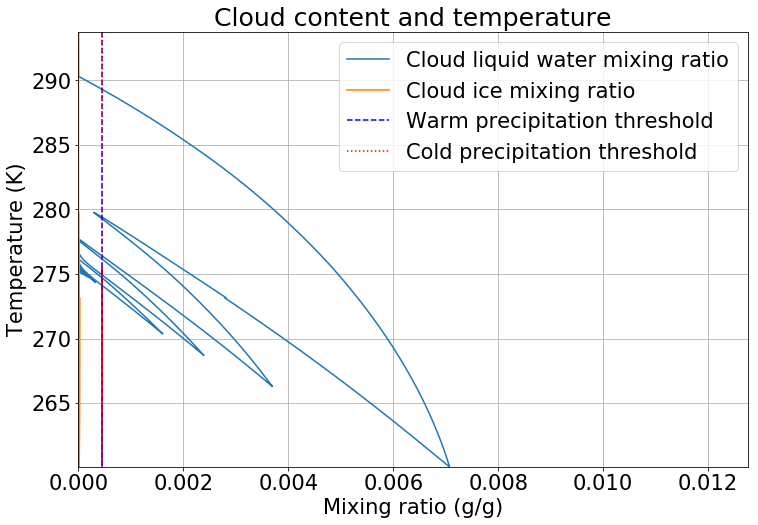 Cloud content and temperature
Cloud liquid water mixing ratio
Cloud ice mixing ratio
Warm precipitation threshold
Cold precipitation threshold
Temperature (K)
290
285
280
275
270
265
0.000 0.002 0.004 0.006 0.008 0.010 0.012
Mixing ratio (g/g)